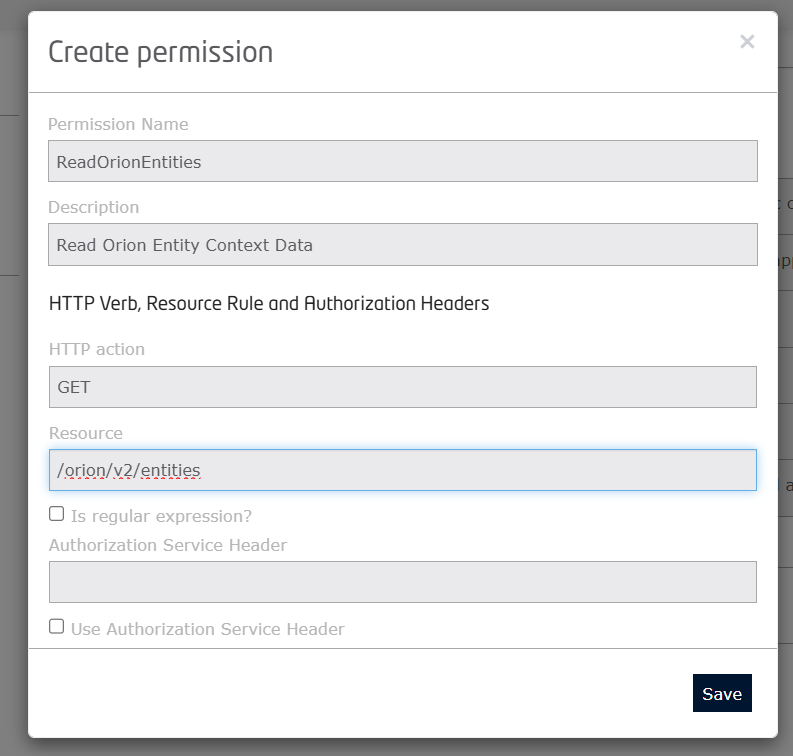 Create permission
×
Permission Name
ReadOrionEntities
Description
Read Orion Entity Context Data
HTTP Verb, Resource Rule and Authorization Headers
HTTP action
GET
Resource
/orion/v2/entities
Is regular expression?
Authorization Service Header
Use Authorization Service Header
Save